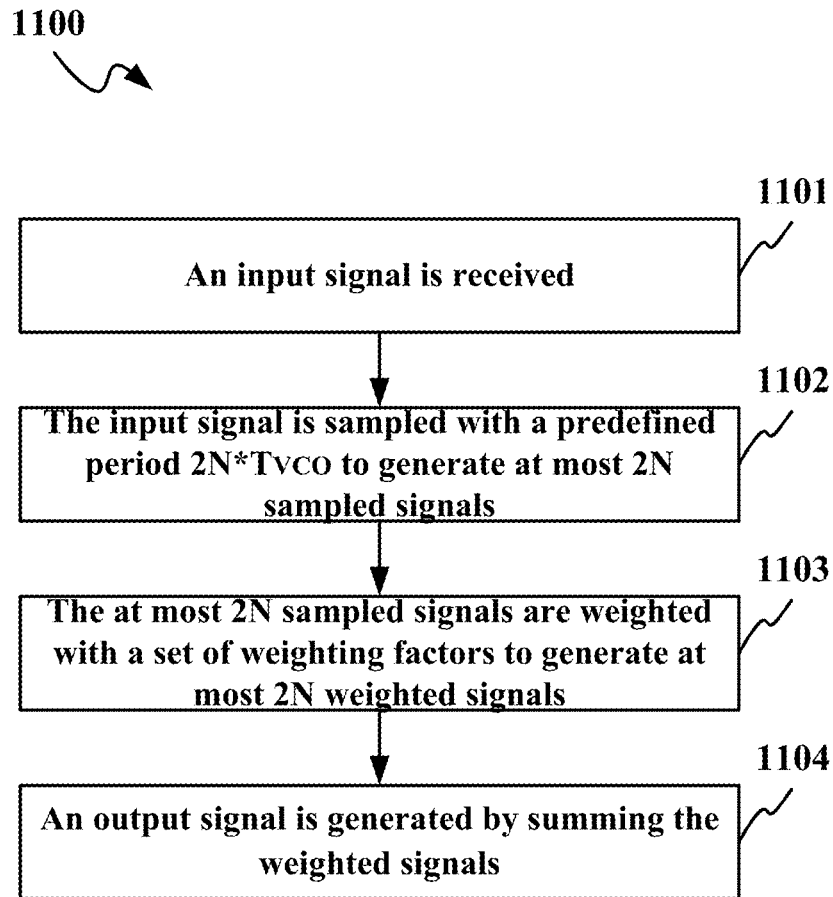 1100
1101
An input signal is received
1102
The input signal is sampled with a predefined
period 2N*TVCO to generate at most 2N
sampled signals
1103
The at most 2N sampled signals are weighted
with a set of weighting factors to generate at
most 2N weighted signals
1104
An output signal is generated by summing the
weighted signals